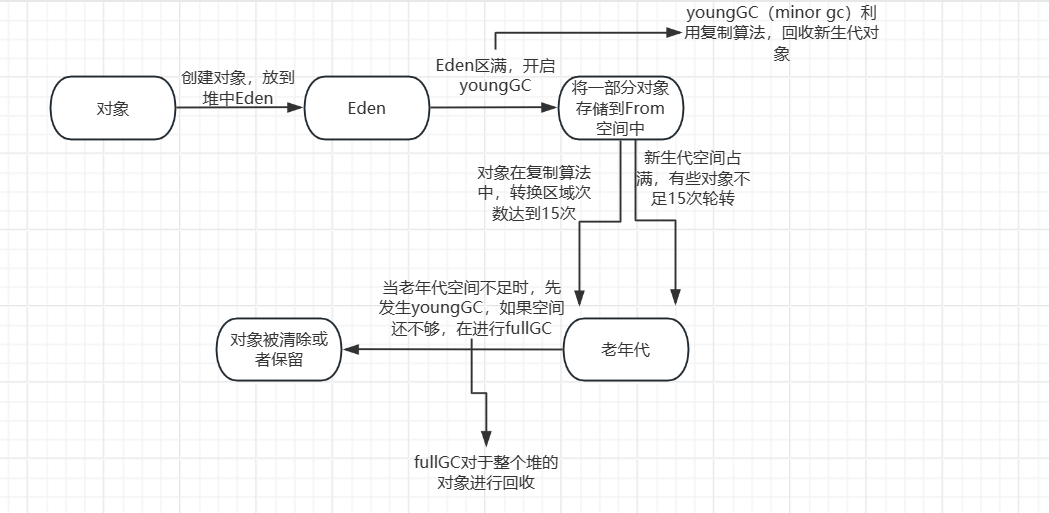 youngGC（minor gc）利
用复制算法，回收新生代对
象
创建对象，放到
堆中Eden
Eden区满，开启
youngGC
对象
Eden
将一部分对象
存储到From
空间中
对象在复制算法
中，转换区域次
数达到15次
新生代空间占
满，有些对象不
足15次轮转
当老年代空间不足时，先
发生youngGC，如果空间
还不够，在进行fullGC
对象被清除或
者保留
老年代
fullGC对于整个堆的
对象进行回收